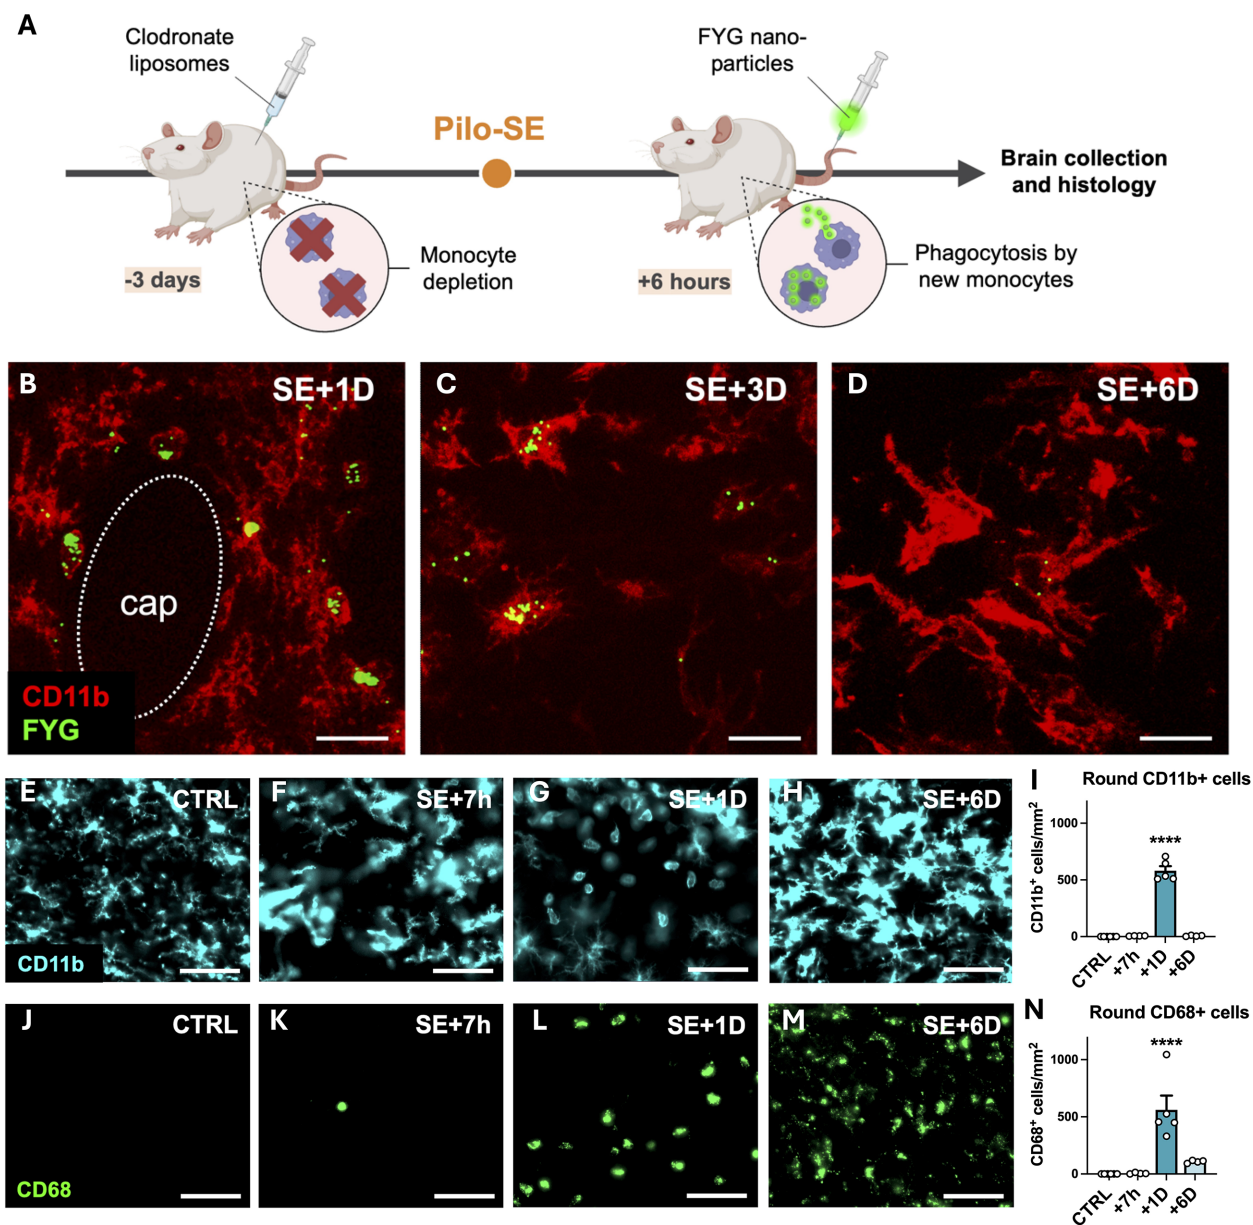 A
Clodronate
liposomes
FYG nano-
particles
Pilo-SE
Brain collection
and histology
Monocyte
depletion
Phagocytosis by
new monocytes
-3 days
+6 hours
B
SE+1D
cap
CD11b
FYG
C
SE+3D
D
SE+6D
E
CTRL
CD11b
F
SE+7h
G
SE+1D
H
SE+6D
I
Round CD11b+ cells
CD11b+ cells/mm2
1000
500
0
****
CTRL
+7h
+1D
+6D
J
CTRL
CD68
K
SE+7h
L
SE+1D
M
SE+6D
N
Round CD68+ cells
CD68+ cells/mm2
1000
500
0
****
CTRL
+7h
+1D
+6D